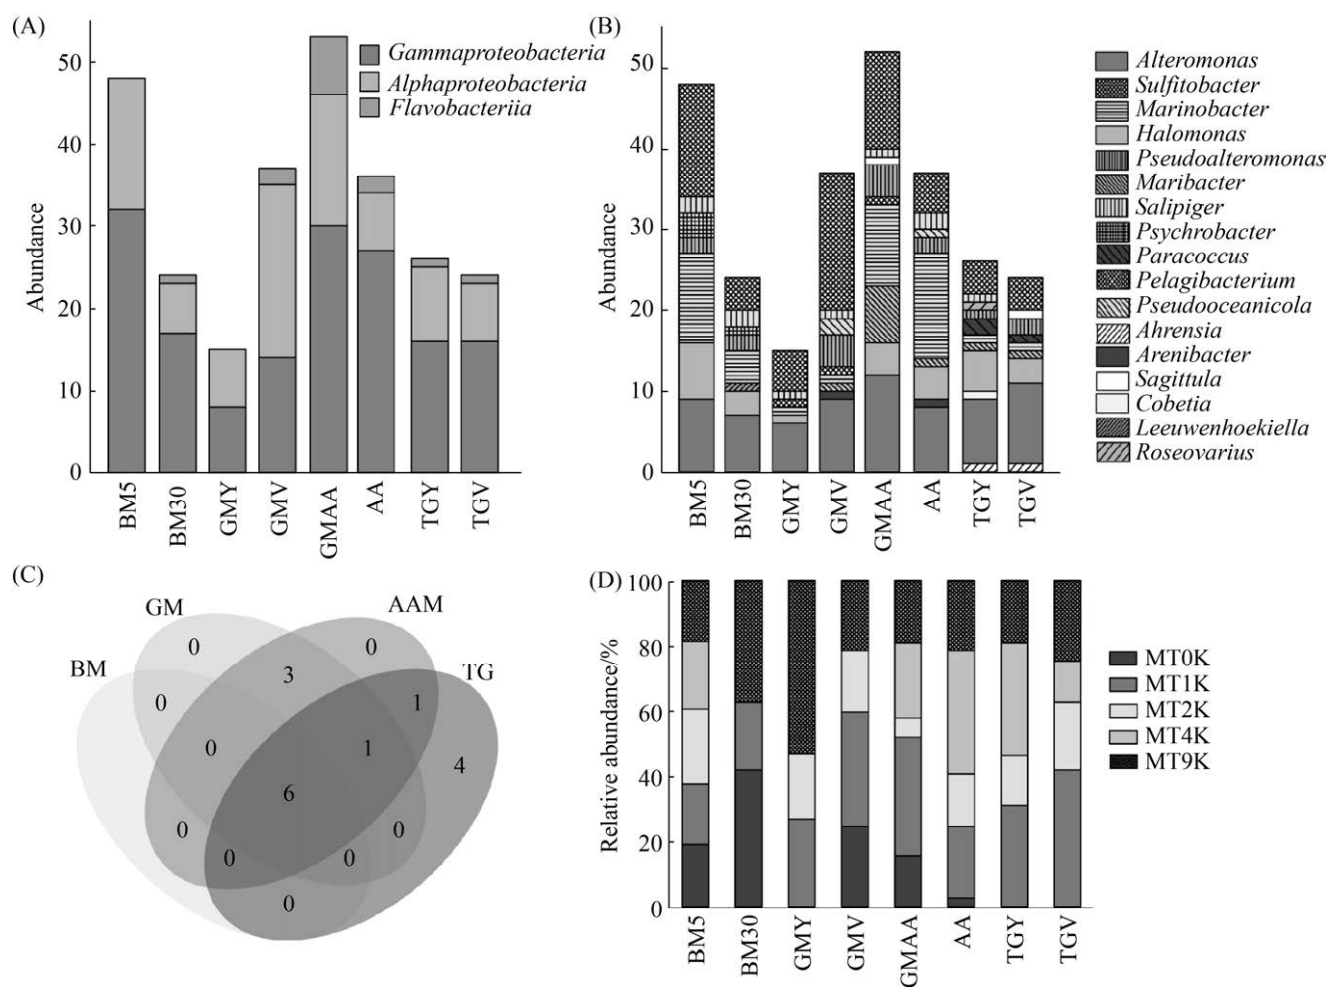 (A)
Gammaproteobacteria
Alphaproteobacteria
Flavobacteriia
Abundance
50
40
30
20
10
0
BM5
BM30
GMY
GMV
GMAA
AA
TGY
TGV
(B)
Abundance
50
40
30
20
10
0
BM5
BM30
GMY
GMV
GMAA
AA
TGY
TGV
Alteromonas
Sulfitobacter
Marinobacter
Halomonas
Pseudoalteromonas
Maribacter
Salipiger
Psychrobacter
Paracoccus
Pelagibacterium
Pseudooceanicola
Ahrensia
Arenibacter
Sagittula
Cobetia
Leeuwenhoekiella
Roseovarius
(C)
GM
AAM
BM
TG
0
0
3
0
1
0
1
4
6
0
0
0
0
0
(D)
Relative abundance/%
100
80
60
40
20
0
BM5
BM30
GMY
GMV
GMAA
AA
TGY
TGV
MT0K
MT1K
MT2K
MT4K
MT9K